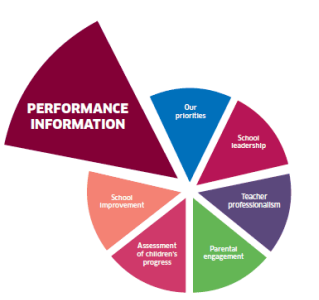 PERFORMANCE
INFORMATION
Our
priorities
School
leadership
Teacher
professionalism
Parental
engagement
Assessment
of children's
progress
School
improvement